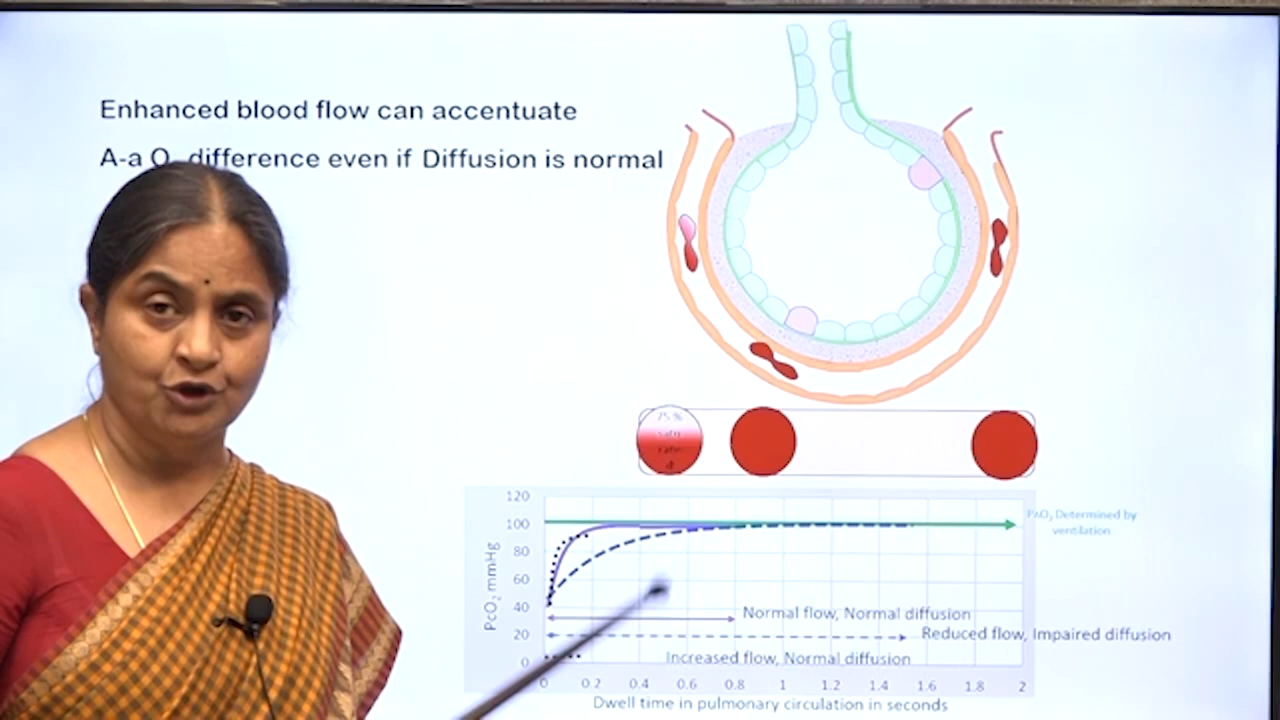 Enhanced blood flow can accentuate
A-a O₂ difference even if Diffusion is normal
75 %
satu
rate
d
120
100
80
60
40
20
0
PcO₂ mmHg
PAO₂ Determined by
ventilation
Normal flow, Normal diffusion
Reduced flow, Impaired diffusion
Increased flow, Normal diffusion
0 0.2 0.4 0.6 0.8 1 1.2 1.4 1.6 1.8 2
Dwell time in pulmonary circulation in seconds